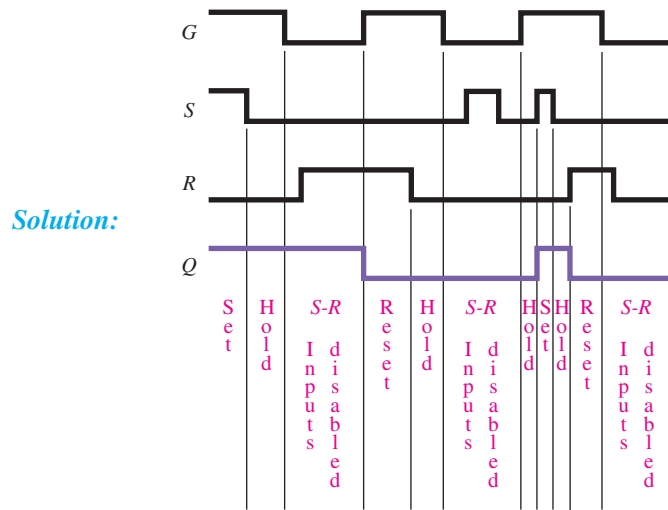 G
S
R
Solution:
Q
Set
Hold
S-R
Inputs
disabled
Reset
Hold
S-R
Inputs
disabled
Hold
Set
Hold
Reset
S-R
Inputs
disabled